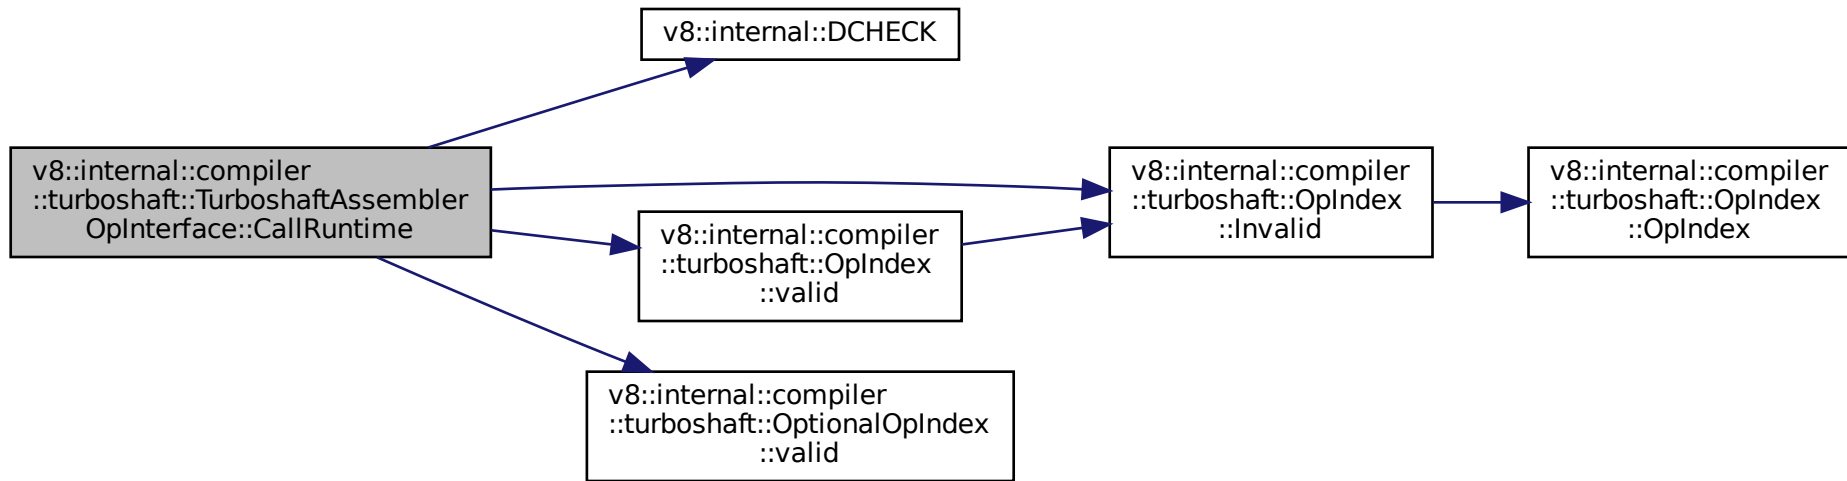 v8::internal::DCHECK
v8::internal::compiler
::turboshaft::TurboshaftAssembler
OpInterface::CallRuntime
v8::internal::compiler
::turboshaft::OpIndex
::Invalid
v8::internal::compiler
::turboshaft::OpIndex
::OpIndex
v8::internal::compiler
::turboshaft::OpIndex
::valid
v8::internal::compiler
::turboshaft::OptionalOpIndex
::valid